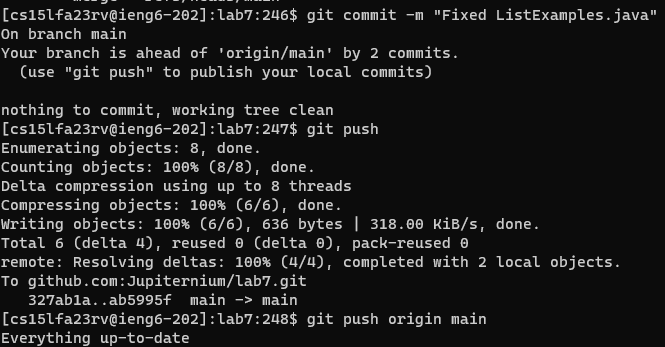 [cs15lfa23rv@ieng6-202]:lab7:246$ git commit -m "Fixed ListExamples.java"
On branch main
Your branch is ahead of 'origin/main' by 2 commits.
  (use "git push" to publish your local commits)

nothing to commit, working tree clean
[cs15lfa23rv@ieng6-202]:lab7:247$ git push
Enumerating objects: 8, done.
Counting objects: 100% (8/8), done.
Delta compression using up to 8 threads
Compressing objects: 100% (6/6), done.
Writing objects: 100% (6/6), 636 bytes | 318.00 KiB/s, done.
Total 6 (delta 4), reused 0 (delta 0), pack-reused 0
remote: Resolving deltas: 100% (4/4), completed with 2 local objects.
To github.com:Jupiternium/lab7.git
   327ab1a..ab5995f  main -> main
[cs15lfa23rv@ieng6-202]:lab7:248$ git push origin main
Everything up-to-date